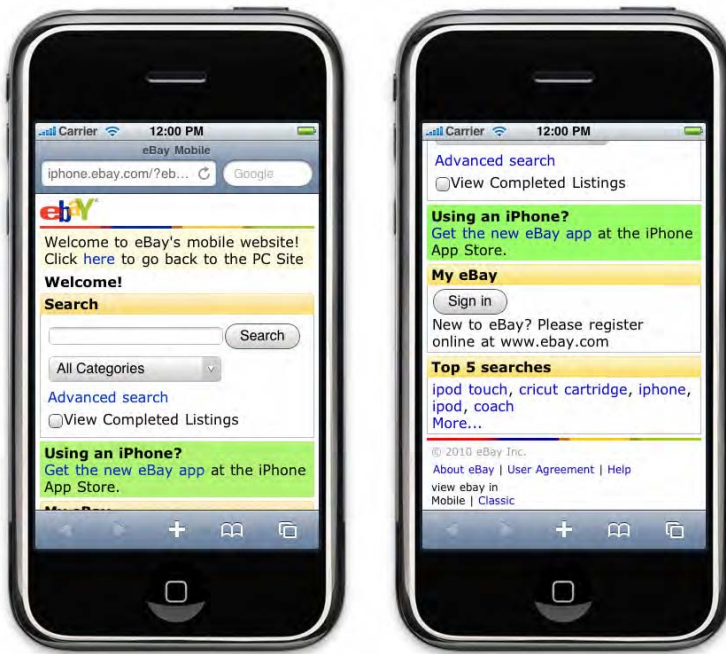 Carrier 12:00 PM
eBay Mobile
iphone.ebay.com/?eb... Google
ebaY
Welcome to eBay's mobile website!
Click here to go back to the PC Site
Welcome!
Search
Search
All Categories
Advanced search
View Completed Listings
Using an iPhone?
Get the new eBay app at the iPhone
App Store.
My eBay
Carrier 12:00 PM
Advanced search
View Completed Listings
Using an iPhone?
Get the new eBay app at the iPhone
App Store.
My eBay
Sign in
New to eBay? Please register
online at www.ebay.com
Top 5 searches
ipod touch, cricut cartridge, iphone,
ipod, coach
More...
© 2010 eBay Inc.
About eBay | User Agreement | Help
view ebay in
Mobile | Classic